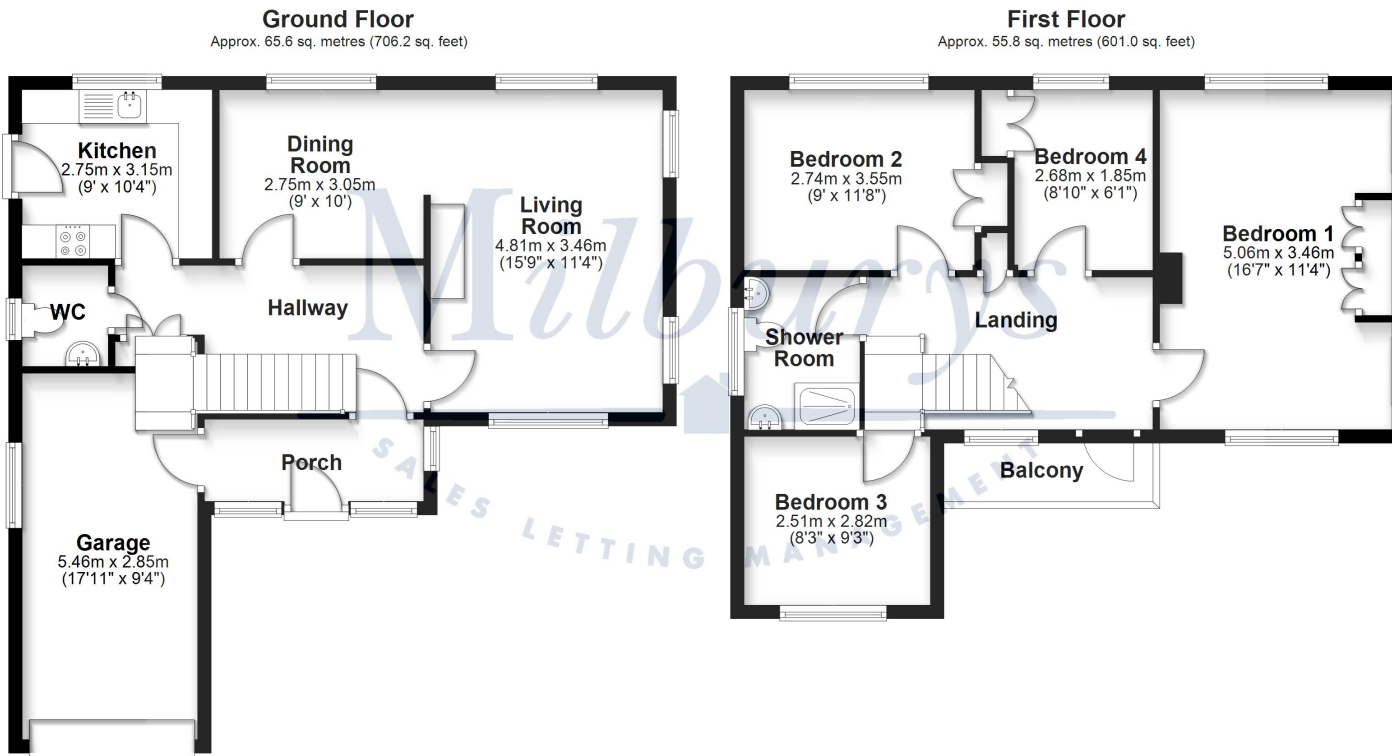 Ground Floor
Approx. 65.6 sq. metres (706.2 sq. feet)
Kitchen
2.75m x 3.15m
(9' x 10'4")
Dining
Room
2.75m x 3.05m
(9' x 10')
Living
Room
4.81m x 3.46m
(15'9" x 11'4")
WC
Hallway
Porch
Garage
5.46m x 2.85m
(17'11" x 9'4")
First Floor
Approx. 55.8 sq. metres (601.0 sq. feet)
Bedroom 2
2.74m x 3.55m
(9' x 11'8")
Bedroom 4
2.68m x 1.85m
(8'10" x 6'1")
Bedroom 1
5.06m x 3.46m
(16'7" x 11'4")
Shower
Room
Landing
Balcony
Bedroom 3
2.51m x 2.82m
(8'3" x 9'3")
Milburys
SALES LETTING MANAGEMENT